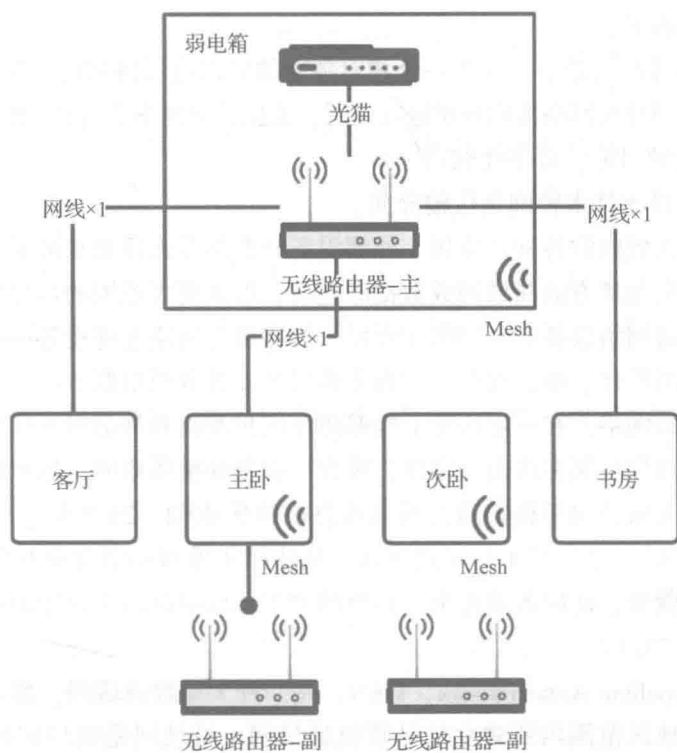 弱电箱
光猫
网线×1
网线×1
无线路由器-主
Mesh
网线×1
客厅
主卧
次卧
书房
Mesh
Mesh
无线路由器-副
无线路由器-副